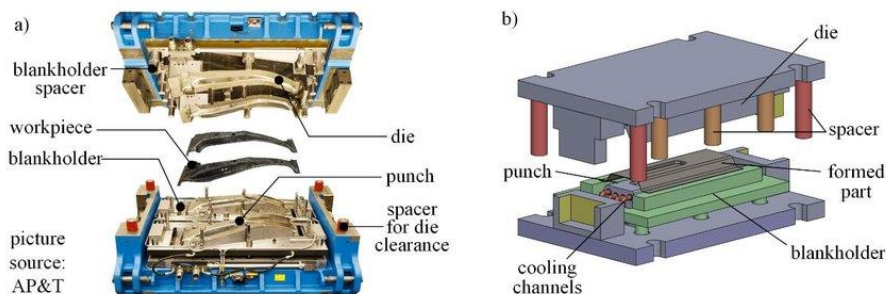 a)
blankholder
spacer
workpiece
blankholder
die
punch
spacer
for die
clearance
picture
source:
AP&T
b)
die
spacer
punch
formed
part
cooling
channels
blankholder